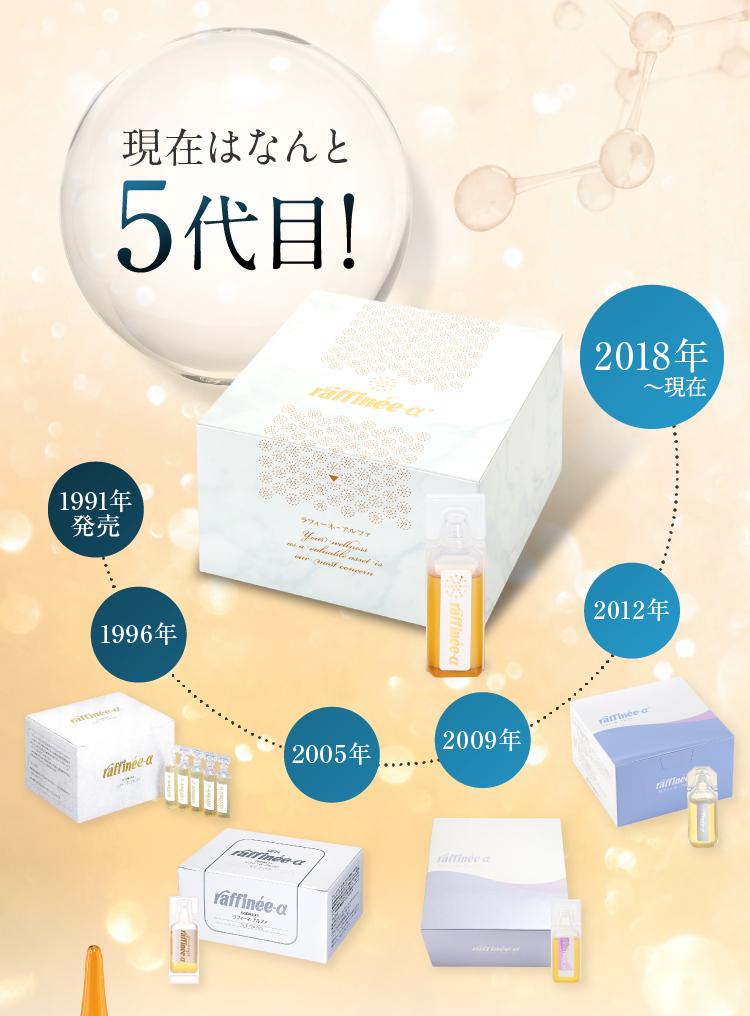 現在はなんと
5代目!
raffinée-α®
ラフィーネ-アルファ
Your wellness
as a valuable asset is
our most concern
raffinée-α
2018年
～現在
1991年
発売
1996年
2012年
2005年
2009年
raffinée-α
raffinée-α
raffinée-α
raffinée-α
raffinée-α
raffinée-α
ラフィーネ-アルファ
raffinée-α
raffinée-α
raffinée-α